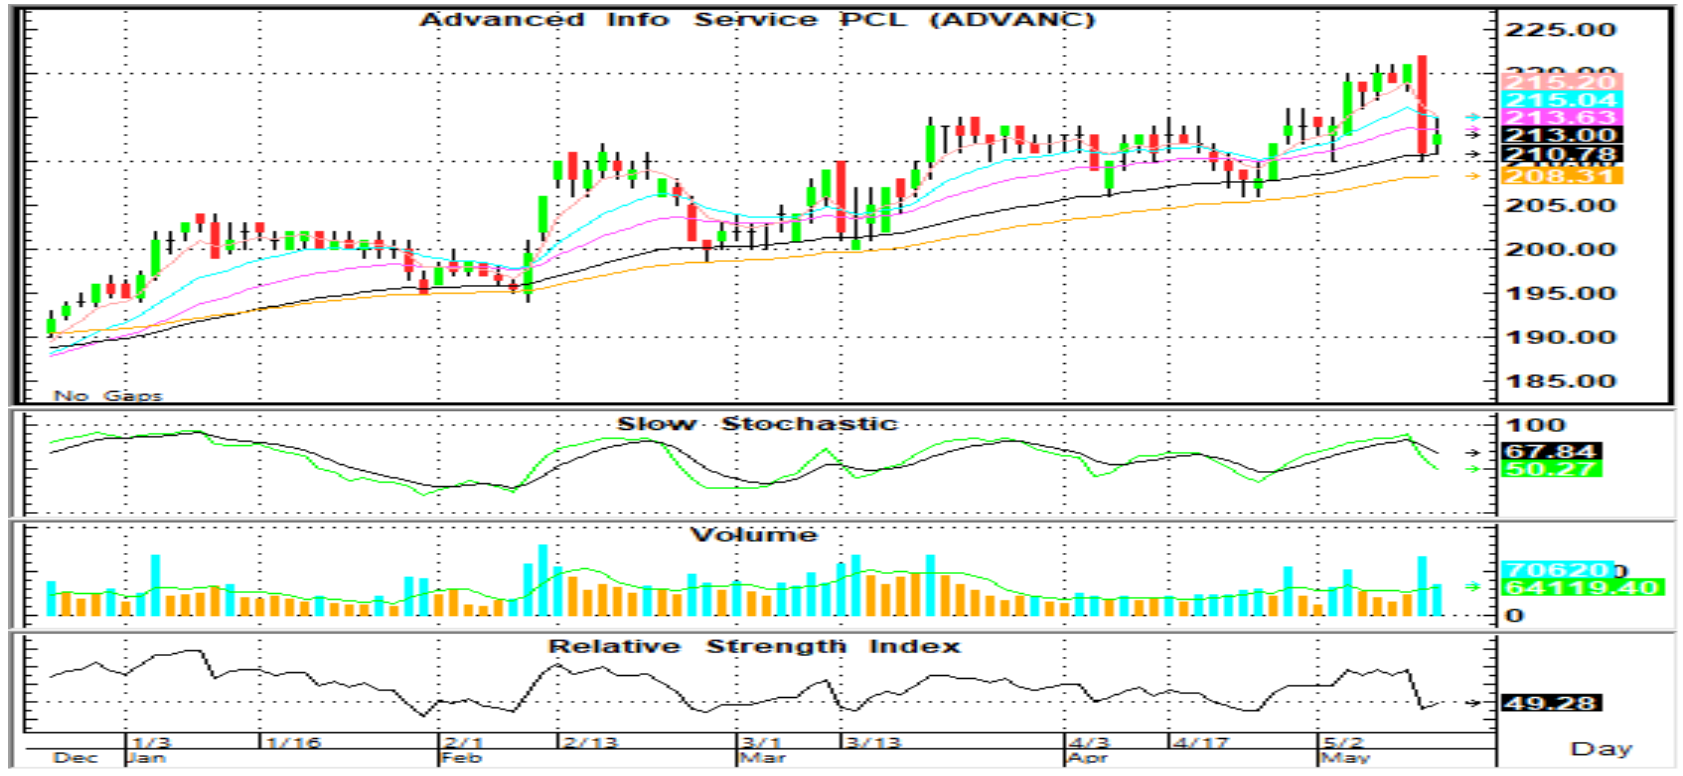 Advanced Info Service PCL (ADVANC)
225.00
215.20
215.04
213.63
213.00
210.78
208.31
205.00
200.00
195.00
190.00
185.00
No Gaps
Slow Stochastic
100
67.84
50.27
Volume
70620
64119.40
0
Relative Strength Index
49.28
1/3 1/16 2/1 2/13 3/1 3/13 4/3 4/17 5/2
Dec Jan Feb Mar Apr May Day